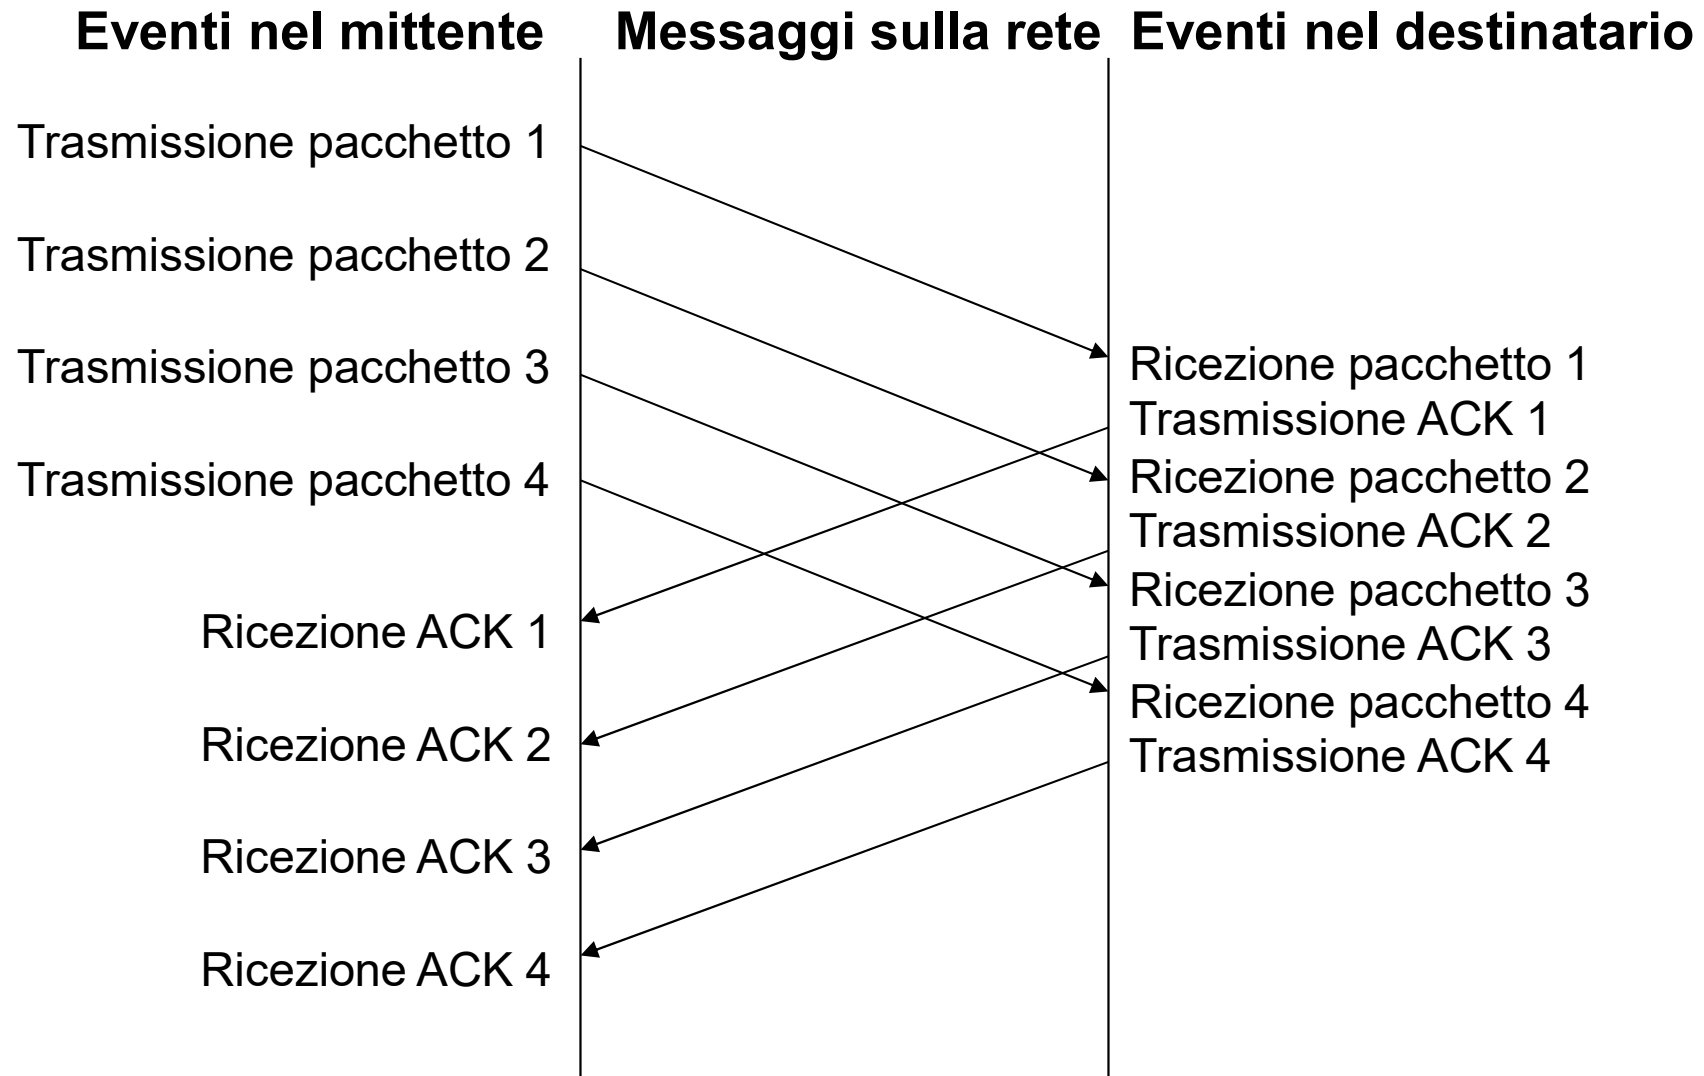 Eventi nel mittente
Messaggi sulla rete
Eventi nel destinatario
Trasmissione pacchetto 1
Trasmissione pacchetto 2
Trasmissione pacchetto 3
Trasmissione pacchetto 4
Ricezione ACK 1
Ricezione ACK 2
Ricezione ACK 3
Ricezione ACK 4
Ricezione pacchetto 1
Trasmissione ACK 1
Ricezione pacchetto 2
Trasmissione ACK 2
Ricezione pacchetto 3
Trasmissione ACK 3
Ricezione pacchetto 4
Trasmissione ACK 4